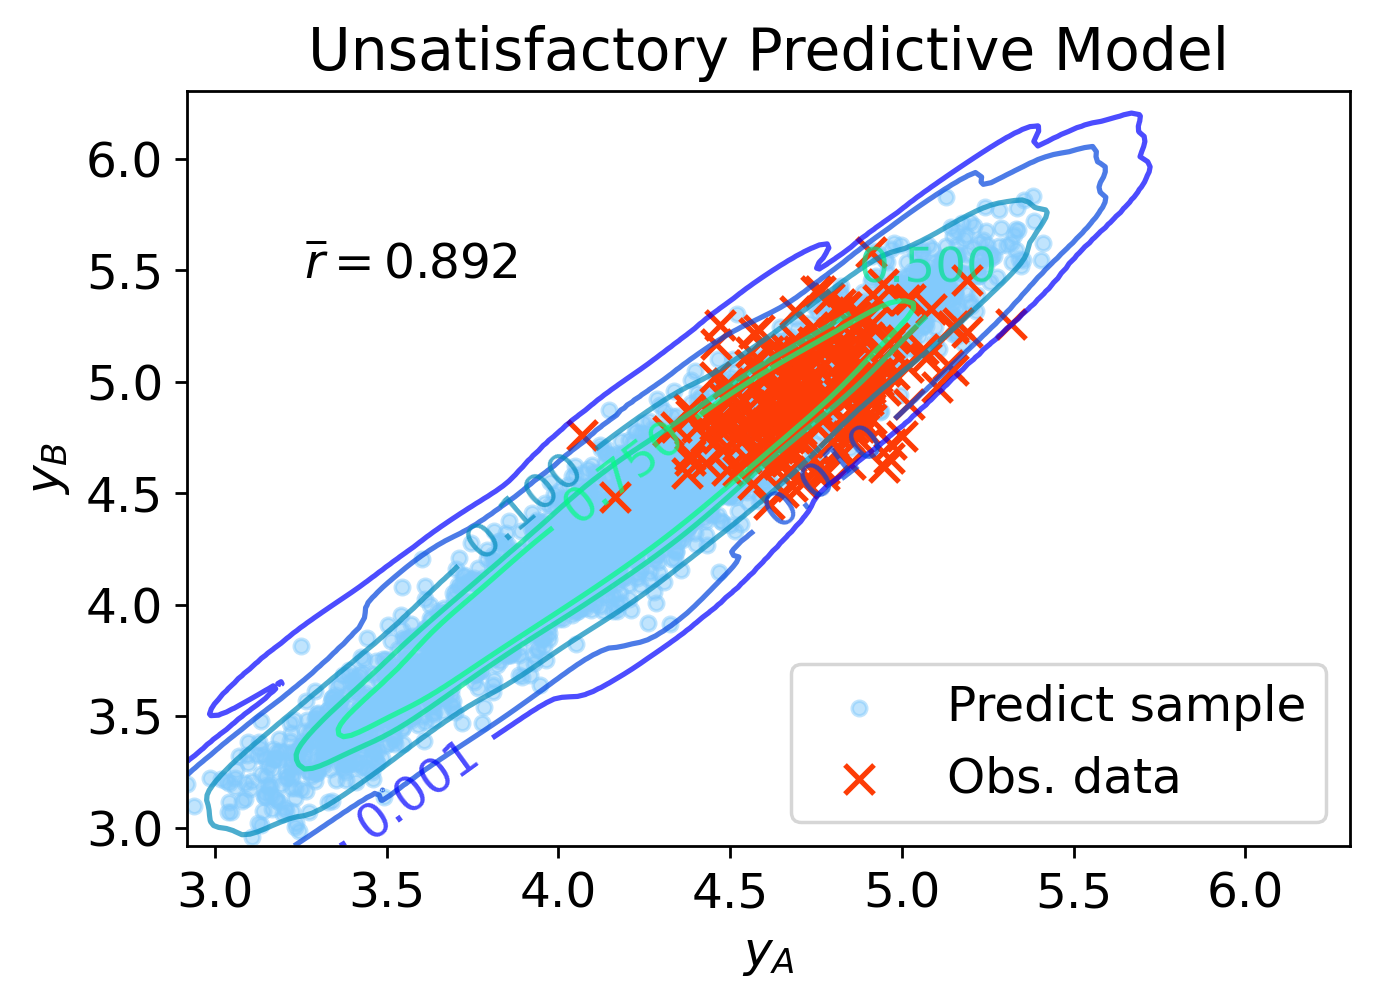 Unsatisfactory Predictive Model
6.0
5.5
5.0
4.5
4.0
3.5
3.0
y_B
r̄ = 0.892
0.500
0.750
0.100
0.010
0.001
Predict sample
Obs. data
3.0 3.5 4.0 4.5 5.0 5.5 6.0
y_A